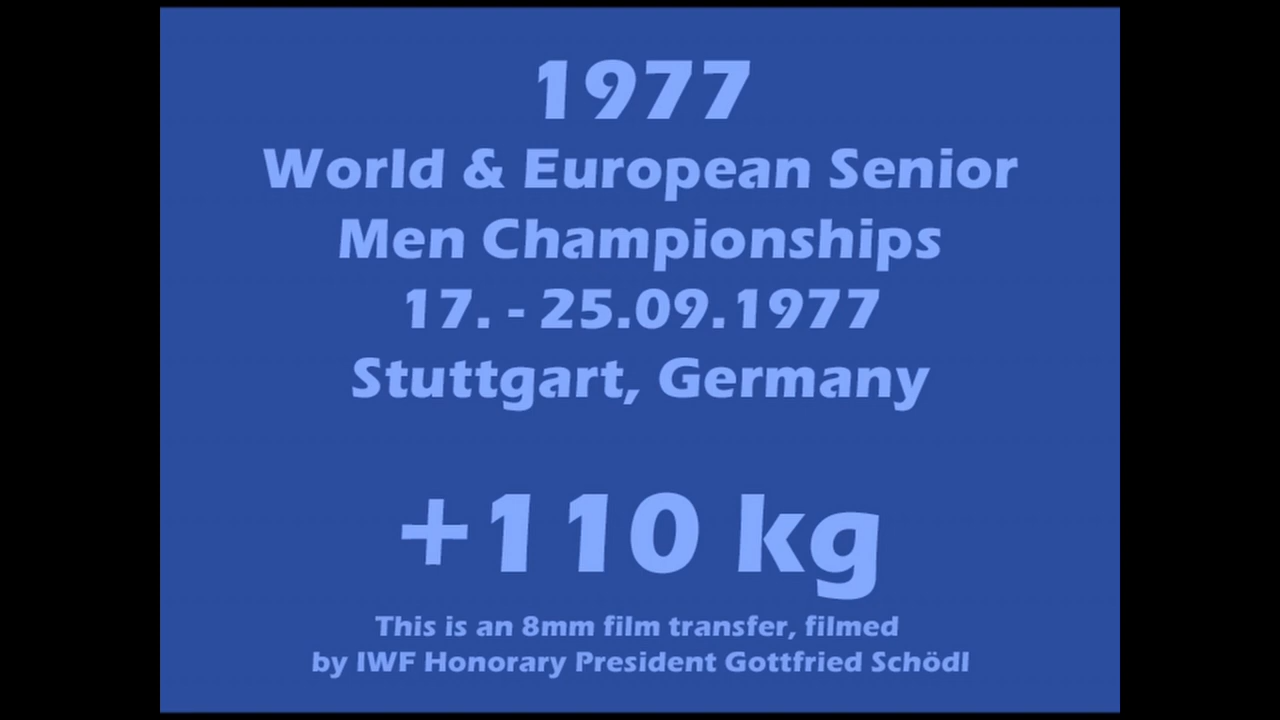 1977
World & European Senior
Men Championships
17. - 25.09.1977
Stuttgart, Germany
+110 kg
This is an 8mm film transfer, filmed
by IWF Honorary President Gottfried Schödl